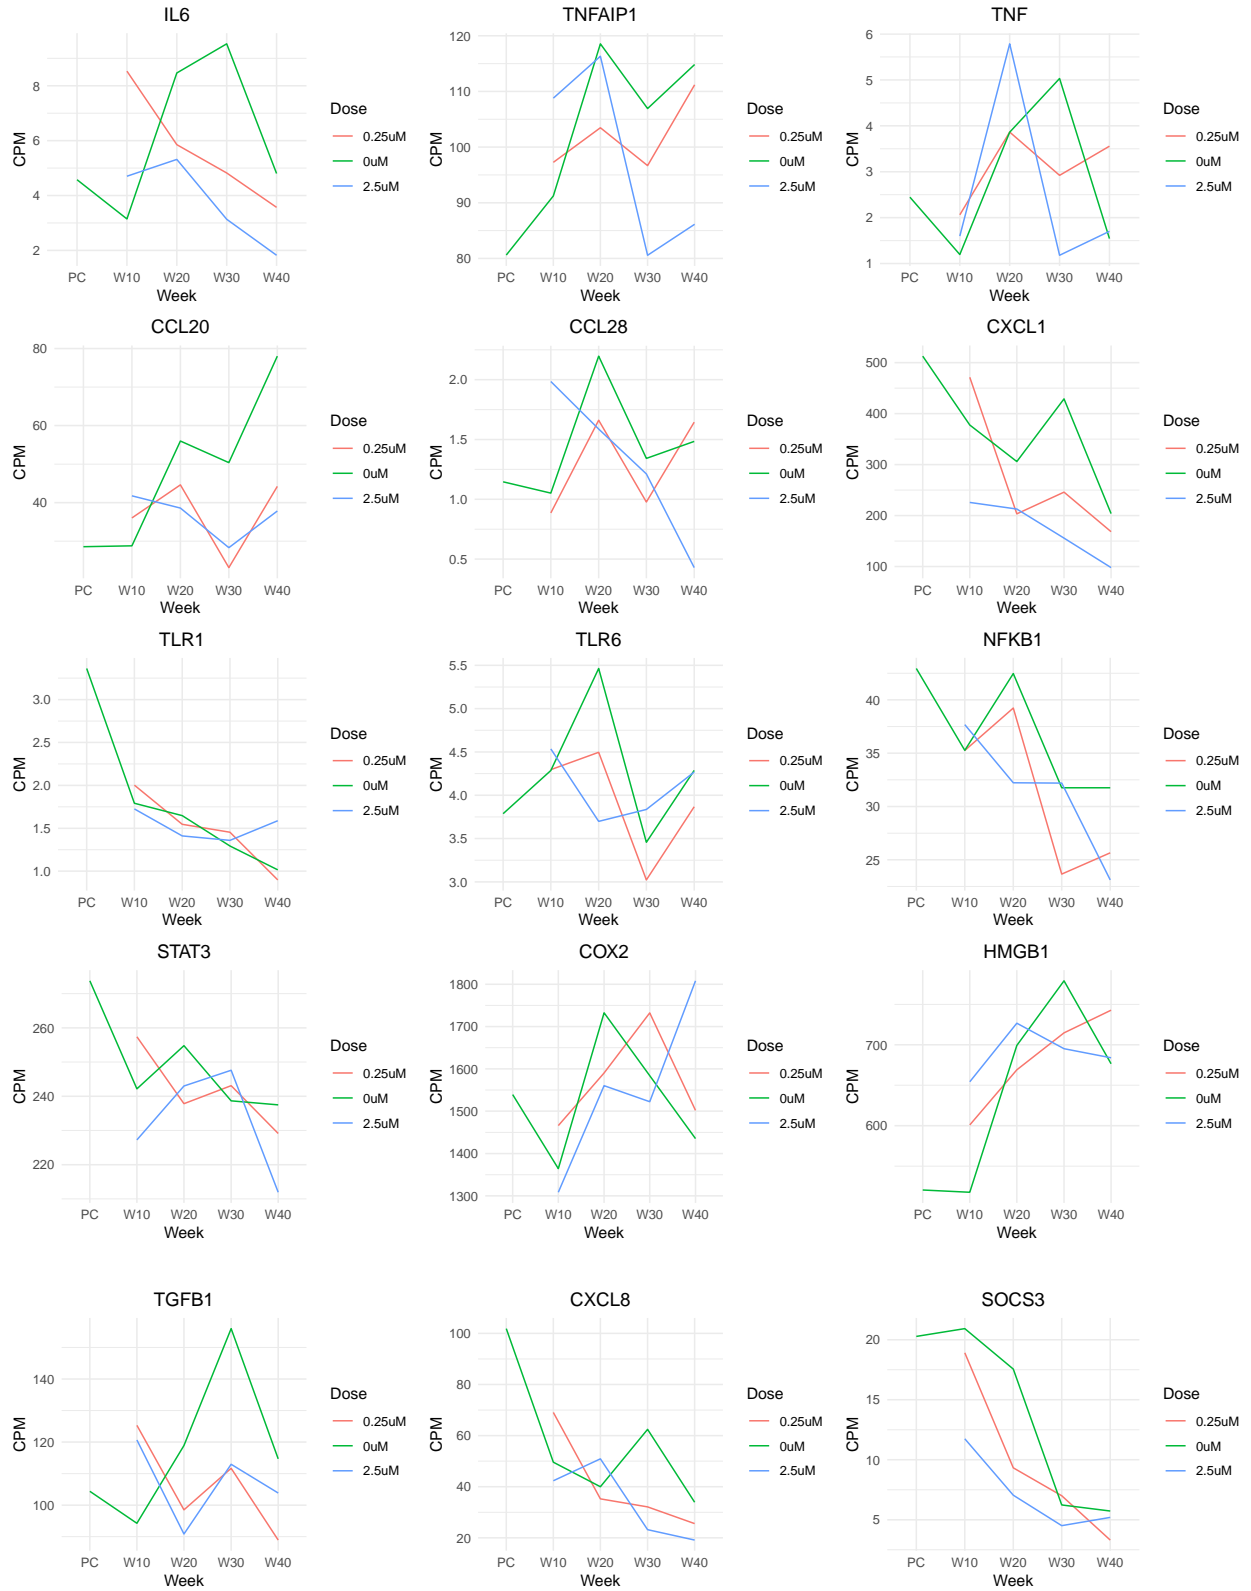 IL6
CPM
8
6
4
2
PC W10 W20 W30 W40
Week
Dose
0.25uM
0uM
2.5uM
TNFAIP1
CPM
120
110
100
90
80
PC W10 W20 W30 W40
Week
Dose
0.25uM
0uM
2.5uM
TNF
CPM
6
5
4
3
2
1
PC W10 W20 W30 W40
Week
Dose
0.25uM
0uM
2.5uM
CCL20
CPM
80
60
40
PC W10 W20 W30 W40
Week
Dose
0.25uM
0uM
2.5uM
CCL28
CPM
2.0
1.5
1.0
0.5
PC W10 W20 W30 W40
Week
Dose
0.25uM
0uM
2.5uM
CXCL1
CPM
500
400
300
200
100
PC W10 W20 W30 W40
Week
Dose
0.25uM
0uM
2.5uM
TLR1
CPM
3.0
2.5
2.0
1.5
1.0
PC W10 W20 W30 W40
Week
Dose
0.25uM
0uM
2.5uM
TLR6
CPM
5.5
5.0
4.5
4.0
3.5
3.0
PC W10 W20 W30 W40
Week
Dose
0.25uM
0uM
2.5uM
NFKB1
CPM
40
35
30
25
PC W10 W20 W30 W40
Week
Dose
0.25uM
0uM
2.5uM
STAT3
CPM
260
240
220
PC W10 W20 W30 W40
Week
Dose
0.25uM
0uM
2.5uM
COX2
CPM
1800
1700
1600
1500
1400
1300
PC W10 W20 W30 W40
Week
Dose
0.25uM
0uM
2.5uM
HMGB1
CPM
700
600
PC W10 W20 W30 W40
Week
Dose
0.25uM
0uM
2.5uM
TGFB1
CPM
140
120
100
PC W10 W20 W30 W40
Week
Dose
0.25uM
0uM
2.5uM
CXCL8
CPM
100
80
60
40
20
PC W10 W20 W30 W40
Week
Dose
0.25uM
0uM
2.5uM
SOCS3
CPM
20
15
10
5
PC W10 W20 W30 W40
Week
Dose
0.25uM
0uM
2.5uM